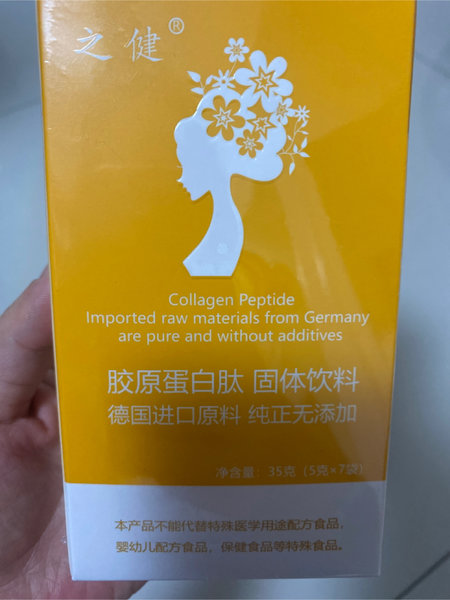 之健®
Collagen Peptide
Imported raw materials from Germany
are pure and without additives
胶原蛋白肽 固体饮料
德国进口原料 纯正无添加
净含量：35克（5克×7袋）
本产品不能代替特殊医学用途配方食品，
婴幼儿配方食品，保健食品等特殊食品。